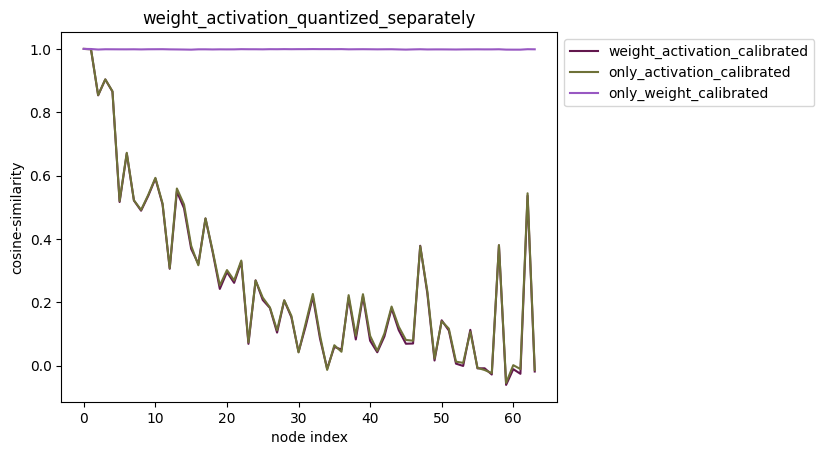 weight_activation_quantized_separately
weight_activation_calibrated
only_activation_calibrated
only_weight_calibrated
cosine-similarity
1.0
0.8
0.6
0.4
0.2
0.0
0 10 20 30 40 50 60
node index